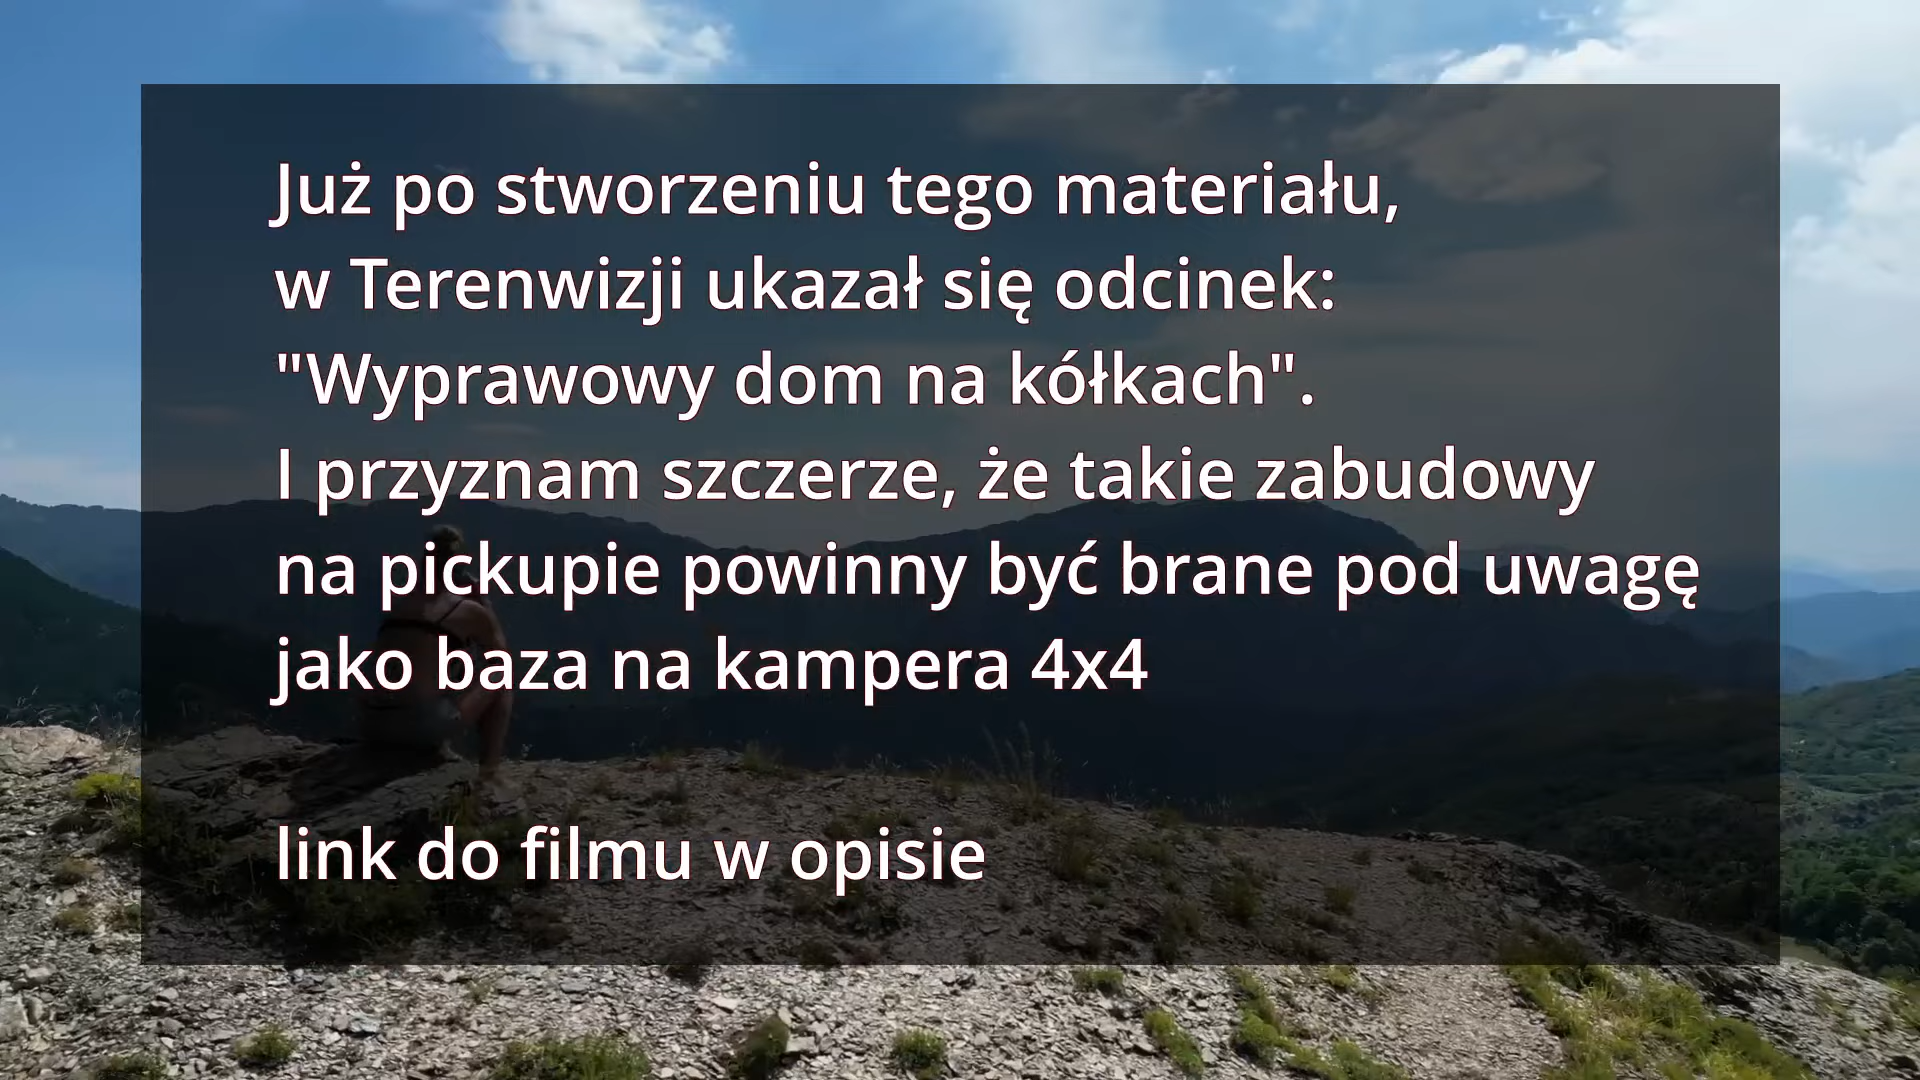 Już po stworzeniu tego materiału,
w Terenwizji ukazał się odcinek:
"Wyprawowy dom na kółkach".
I przyznam szczerze, że takie zabudowy
na pickupie powinny być brane pod uwagę
jako baza na kampera 4x4
link do filmu w opisie